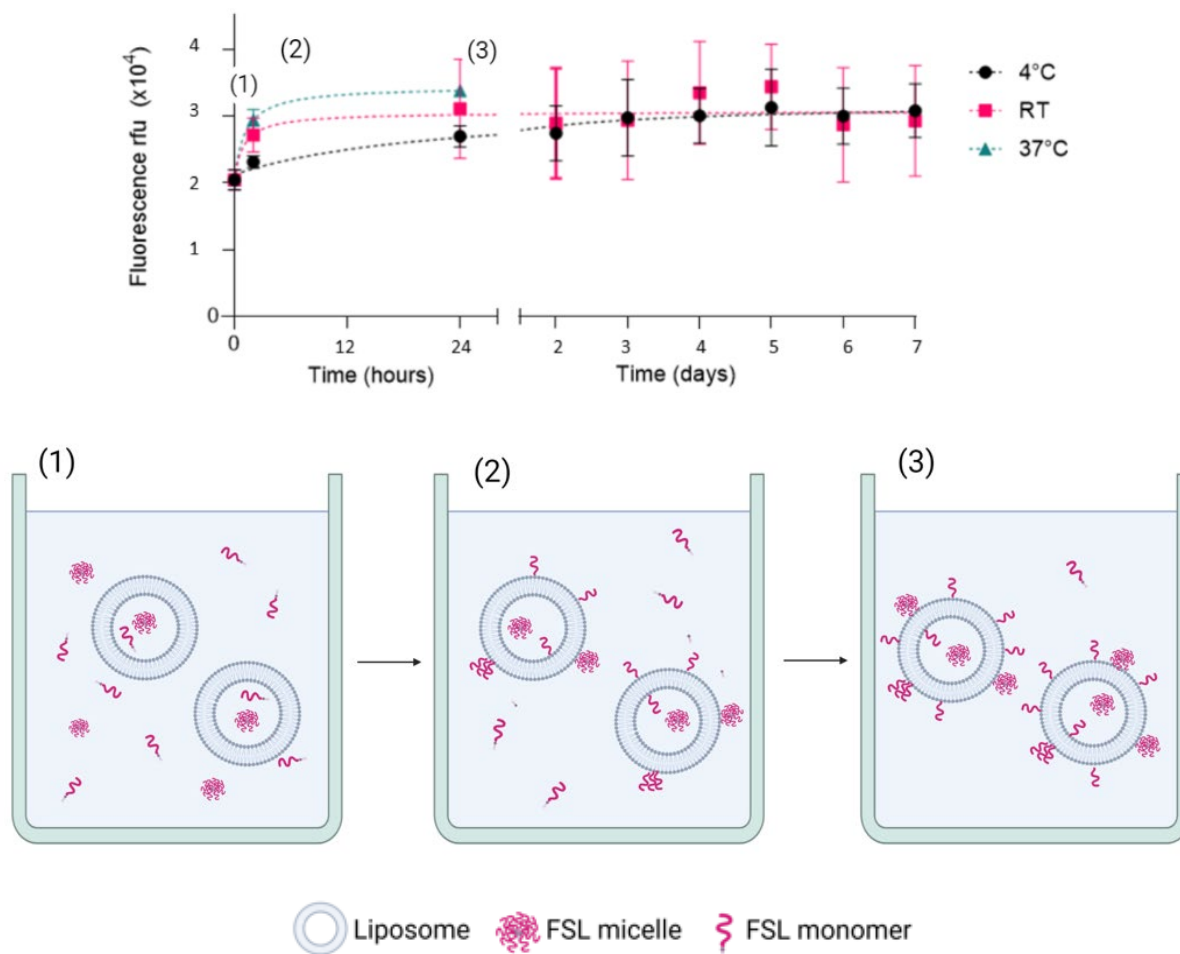 Fluorescence rfu (x10⁴)
4
3
2
1
0
(1)
(2)
(3)
4°C
RT
37°C
0 12 24 2 3 4 5 6 7
Time (hours) Time (days)
(1) (2) (3)
Liposome FSL micelle FSL monomer